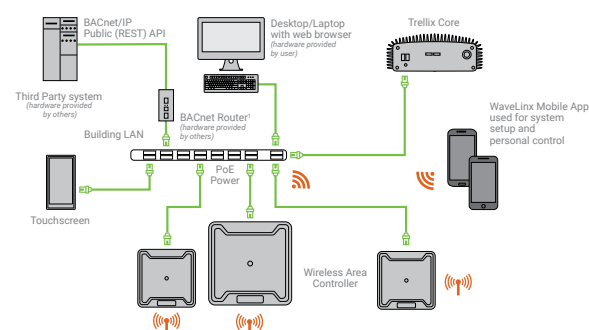 BACnet/IP
Public (REST) API
Desktop/Laptop
with web browser
(hardware provided
by user)
Trellix Core
Third Party system
(hardware provided
by others)
BACnet Router¹
(hardware provided
by others)
Building LAN
WaveLinx Mobile App
used for system
setup and
personal control
PoE
Power
Touchscreen
Wireless Area
Controller